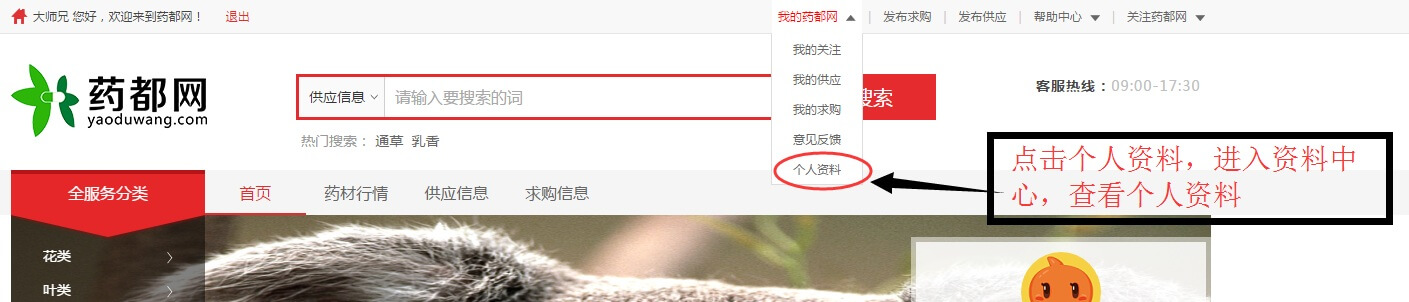 大师兄 您好，欢迎来到药都网！ 退出
我的药都网 发布求购 发布供应 帮助中心 关注药都网
我的关注
我的供应
我的求购
意见反馈
个人资料
药都网
yaoduwang.com
供应信息 请输入要搜索的词 搜索
热门搜索： 通草 乳香
客服热线：09:00-17:30
点击个人资料，进入资料中
心，查看个人资料
全服务分类 首页 药材行情 供应信息 求购信息
花类
叶类